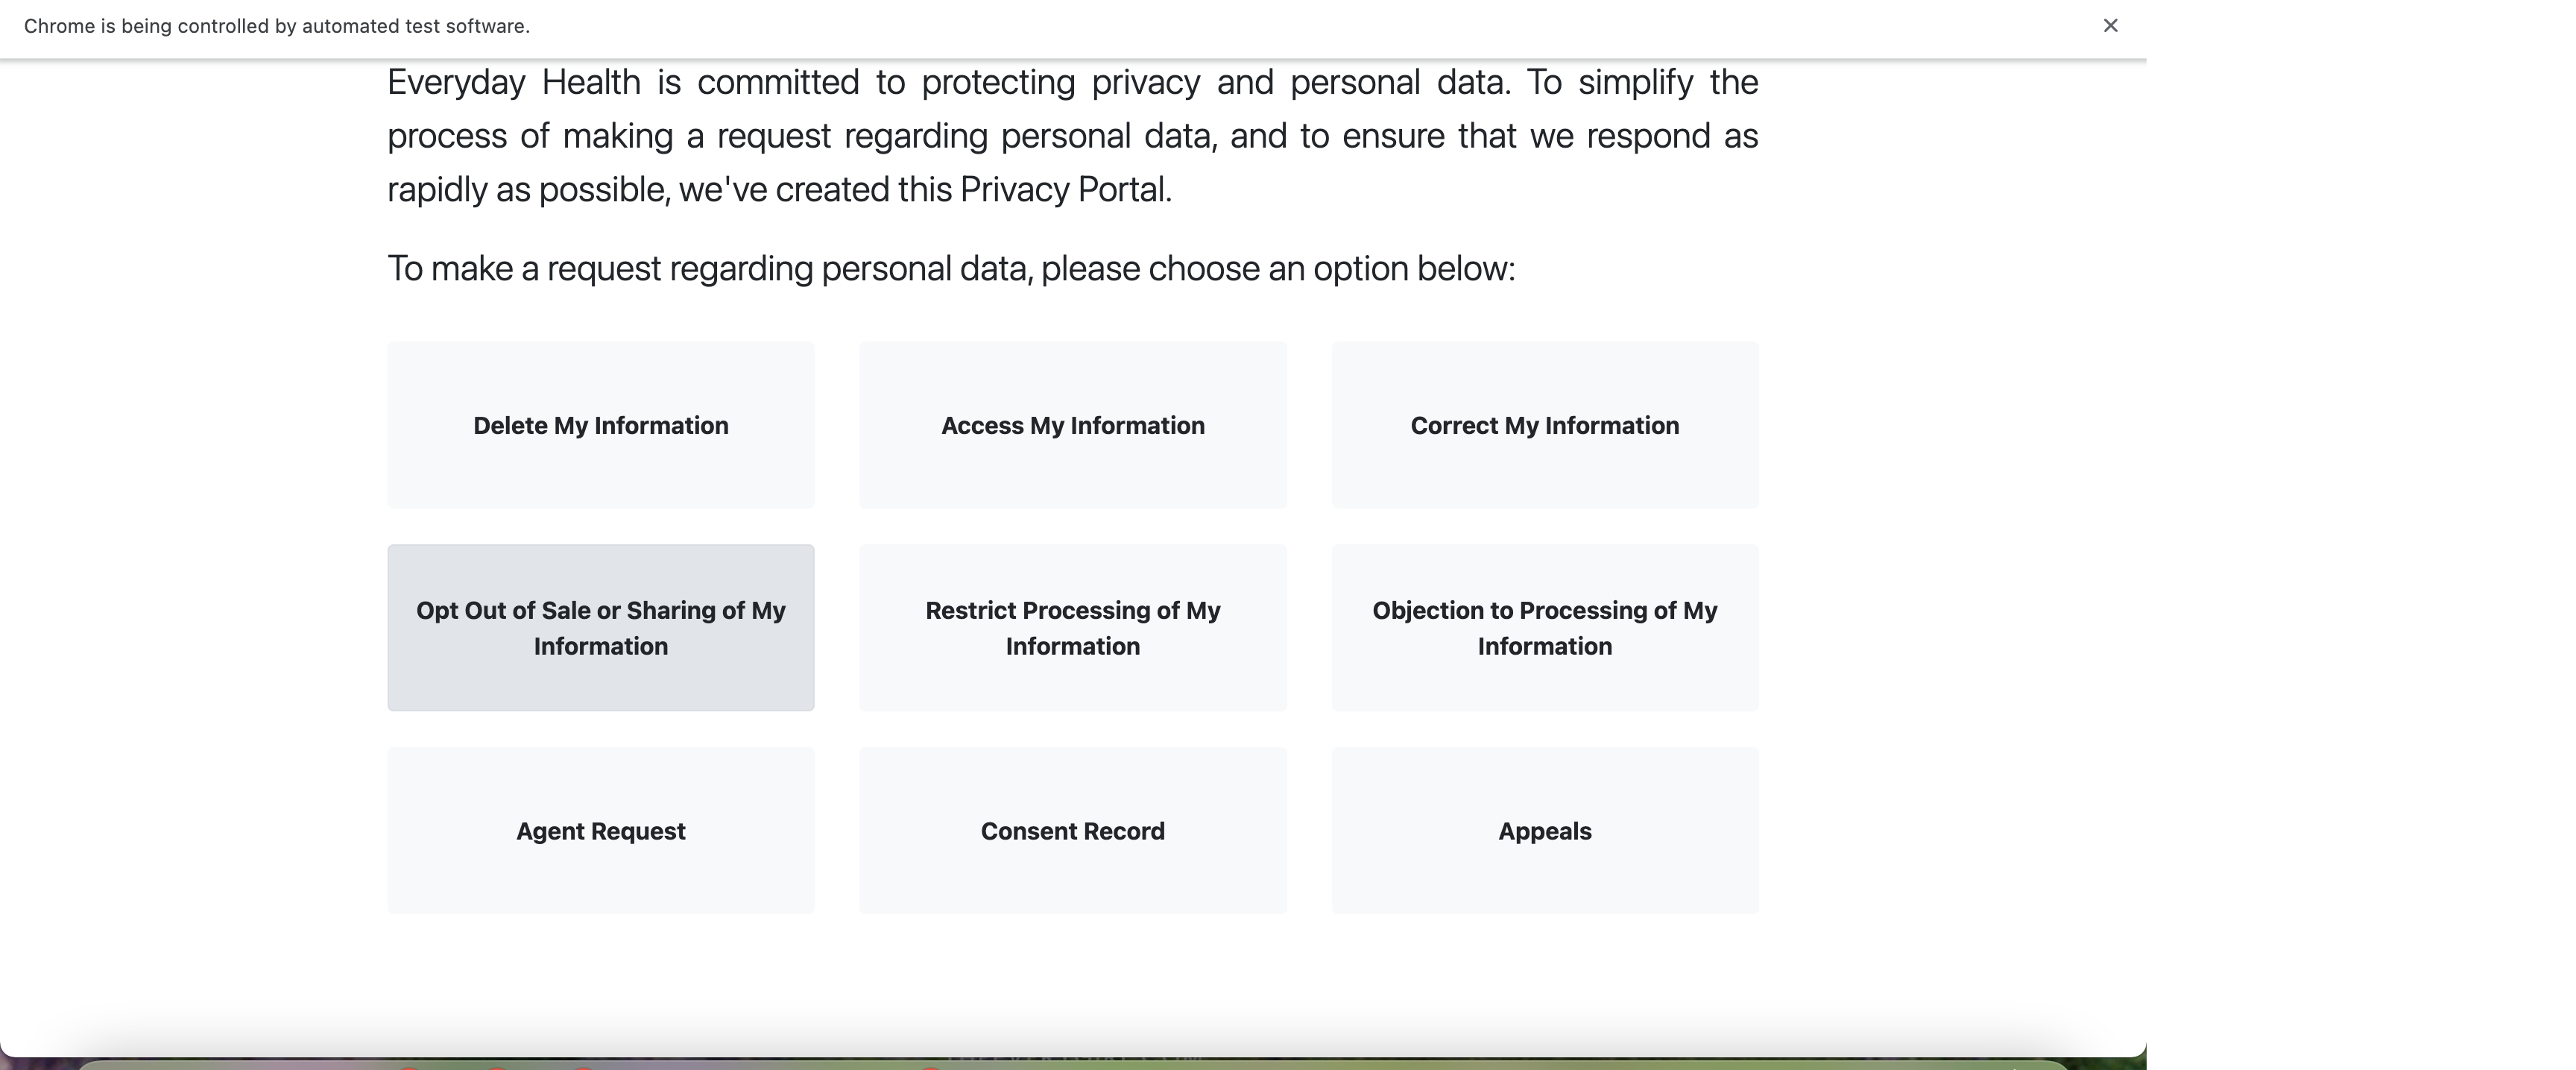 Chrome is being controlled by automated test software.
Everyday Health is committed to protecting privacy and personal data. To simplify the
process of making a request regarding personal data, and to ensure that we respond as
rapidly as possible, we've created this Privacy Portal.
To make a request regarding personal data, please choose an option below:
Delete My Information
Access My Information
Correct My Information
Opt Out of Sale or Sharing of My
Information
Restrict Processing of My
Information
Objection to Processing of My
Information
Agent Request
Consent Record
Appeals